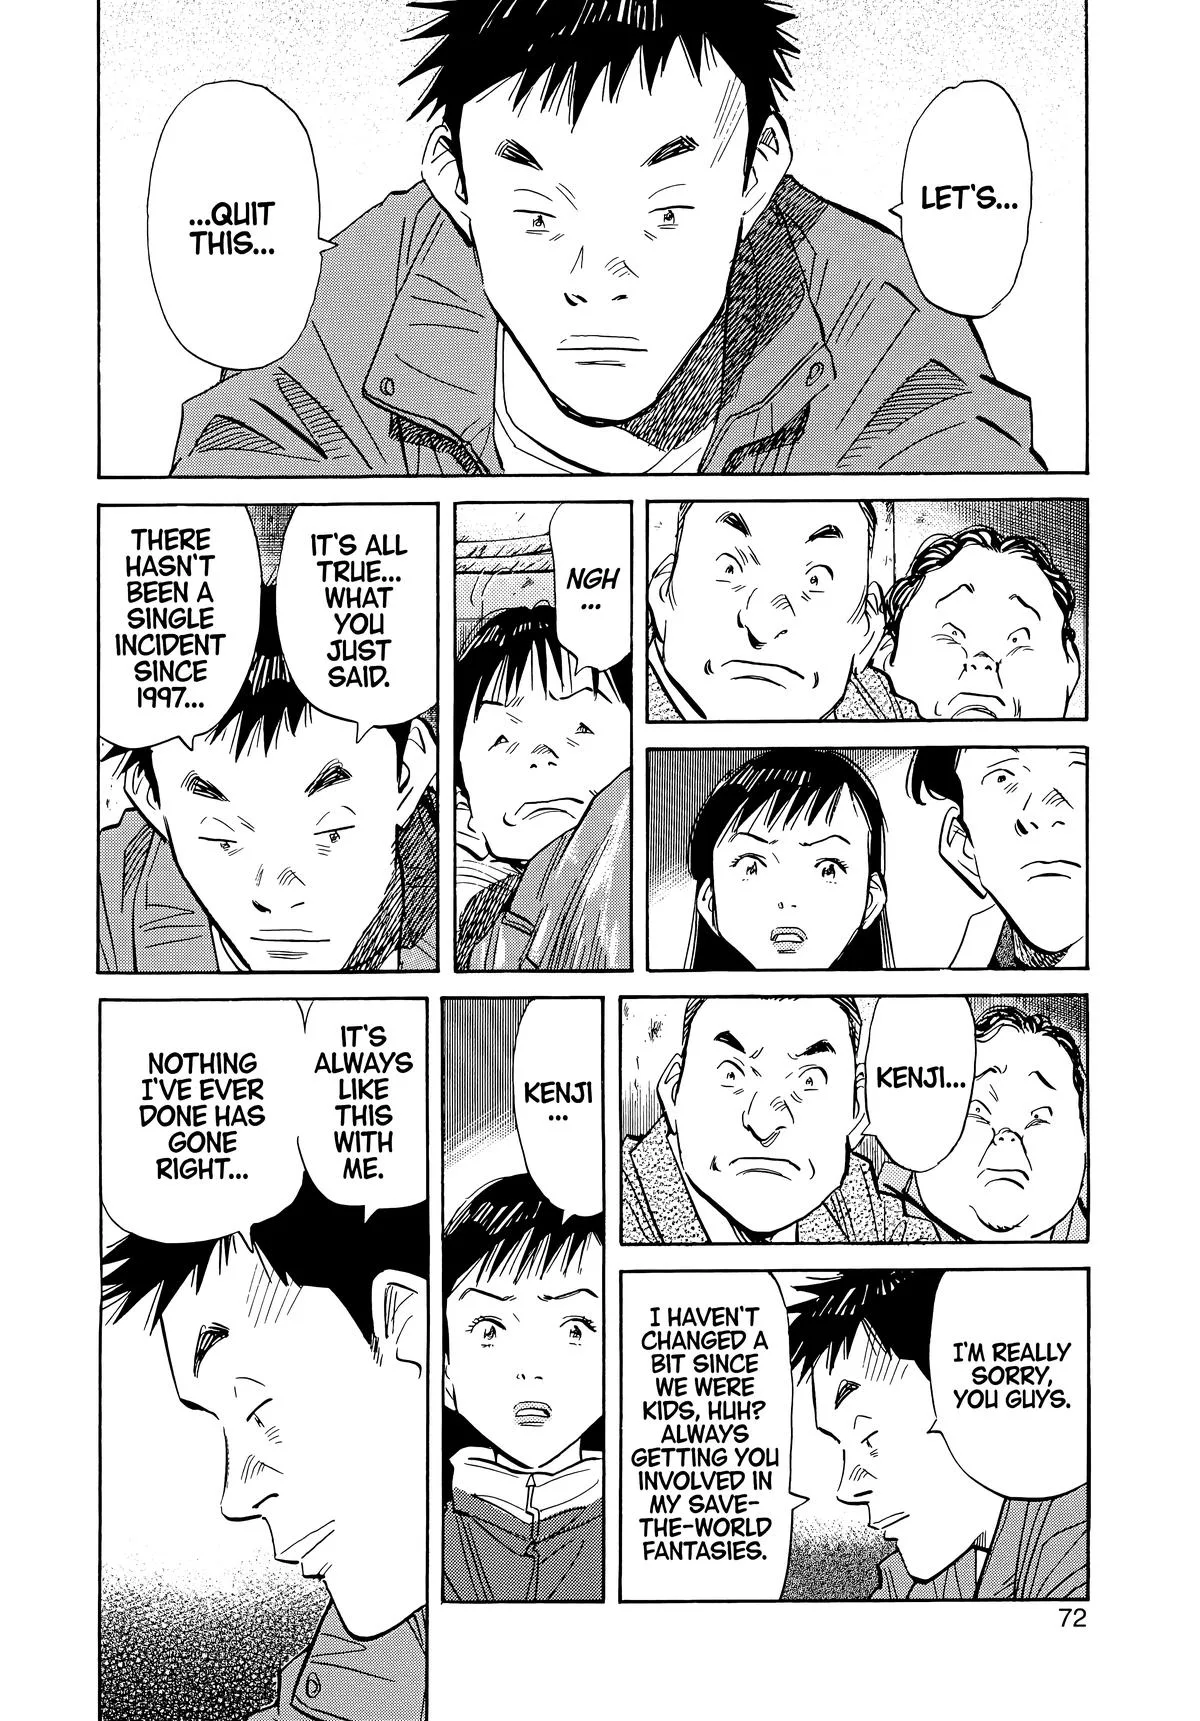 LET'S...
...QUIT
THIS...
NGH
...
IT'S ALL
TRUE...
WHAT
YOU
JUST
SAID.
THERE
HASN'T
BEEN A
SINGLE
INCIDENT
SINCE
1997...
KENJI...
I'M REALLY
SORRY,
YOU GUYS.
I HAVEN'T
CHANGED A
BIT SINCE
WE WERE
KIDS, HUH?
ALWAYS
GETTING YOU
INVOLVED IN
MY SAVE-
THE-WORLD
FANTASIES.
KENJI
...
IT'S
ALWAYS
LIKE
THIS
WITH
ME.
NOTHING
I'VE EVER
DONE HAS
GONE
RIGHT...
72